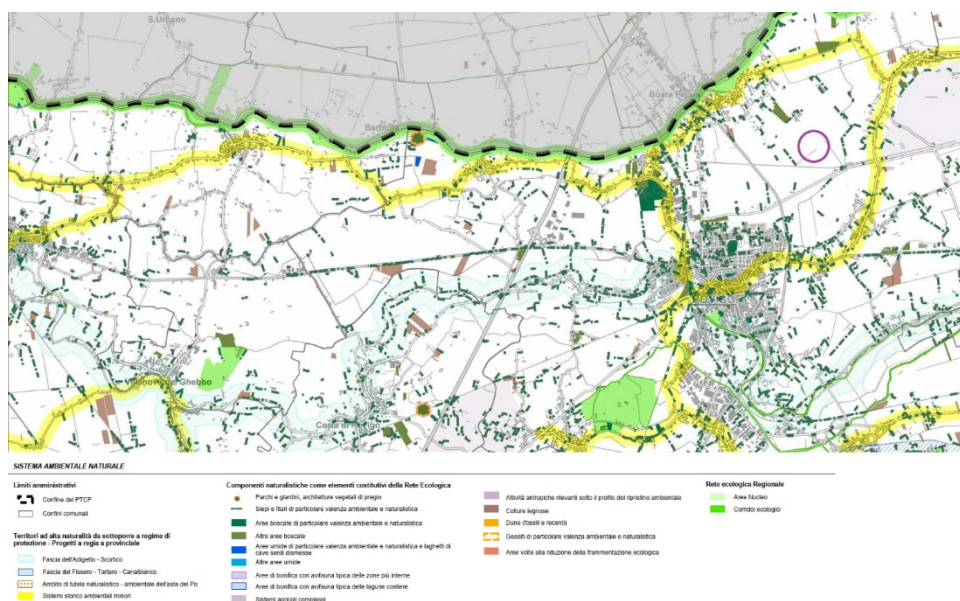 S.Urbano
Boara Pisani
Barbona
Villanova del Ghebbo
Costa di Rovigo
SISTEMA AMBIENTALE NATURALE
Limiti amministrativi
Confine del PTCP
Confini comunali
Territori ad alta naturalità da sottoporre a regime di
protezione - Progetti a regia a provinciale
Fascia dell'Adigetto - Scortico
Fascia del Fissero - Tartaro - Canalbianco
Ambito di tutela naturalistico - ambientale dell'asta del Po
Sistemi storico ambientali minori
Componenti naturalistiche come elementi costitutivi della Rete Ecologica
Parchi e giardini, architetture vegetali di pregio
Siepi e filari di particolare valenza ambientale e naturalistica
Aree boscate di particolare valenza ambientale e naturalistica
Altre aree boscate
Aree umide di particolare valenza ambientale e naturalistica e laghetti di
cave senili dismesse
Altre aree umide
Aree di bonifica con avifauna tipica delle zone più interne
Aree di bonifica con avifauna tipica delle lagune costiere
Sistemi agricoli complessi
Attività antropiche rilevanti sotto il profilo del ripristino ambientale
Colture legnose
Dune (fossili e recenti)
Geositi di particolare valenza ambientale e naturalistica
Aree volte alla riduzione della frammentazione ecologica
Rete ecologica Regionale
Aree Nucleo
Corridoi ecologici